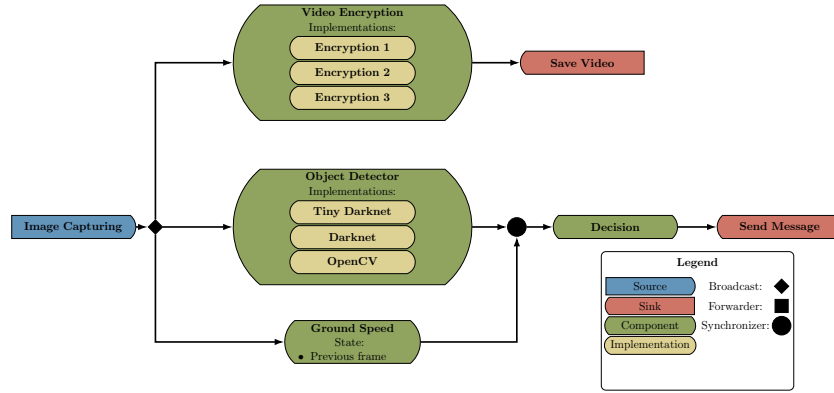 Video Encryption
Implementations:
Encryption 1
Encryption 2
Encryption 3
Save Video
Object Detector
Implementations:
Tiny Darknet
Darknet
OpenCV
Image Capturing
Decision
Send Message
Ground Speed
State:
• Previous frame
Legend
Source Broadcast:
Sink Forwarder:
Component Synchronizer:
Implementation